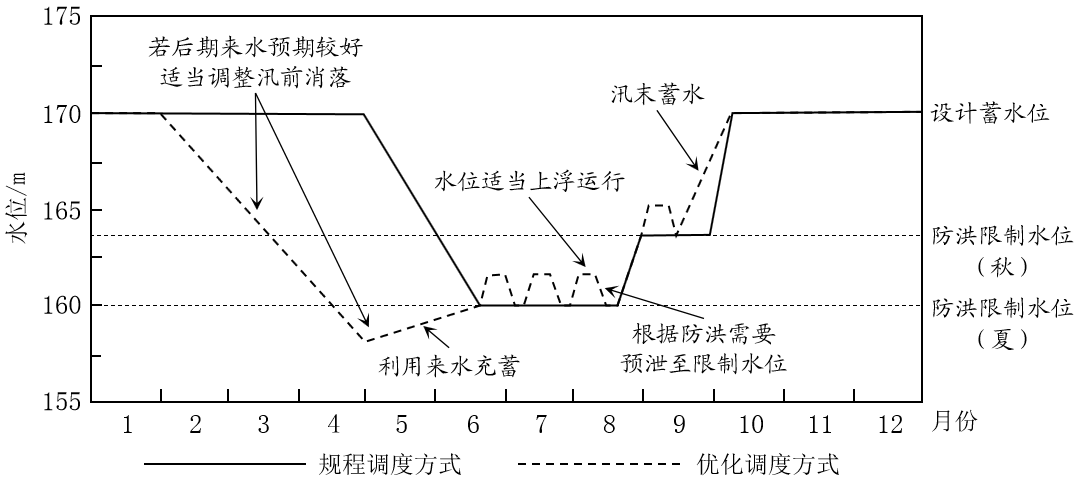 175
若后期来水预期较好
适当调整汛前消落
汛末蓄水
170
设计蓄水位
水位适当上浮运行
水位/m
165
防洪限制水位
（秋）
160
防洪限制水位
（夏）
根据防洪需要
预泄至限制水位
利用来水充蓄
155
1 2 3 4 5 6 7 8 9 10 11 12 月份
规程调度方式 优化调度方式